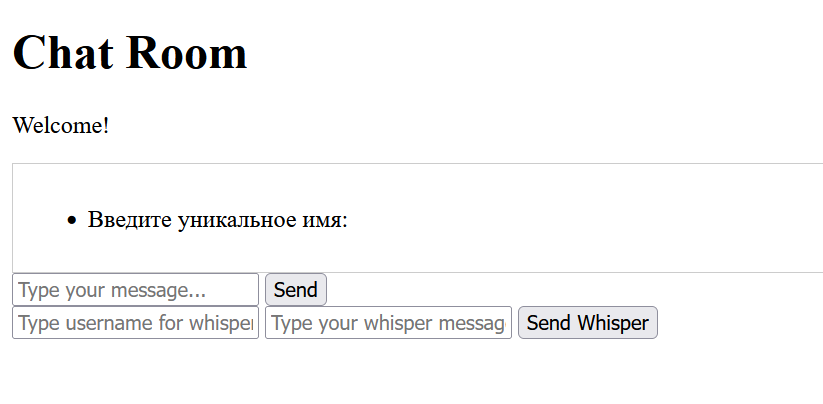 Chat Room
Welcome!
Введите уникальное имя:
Type your message... Send
Type username for whisper Type your whisper messag Send Whisper